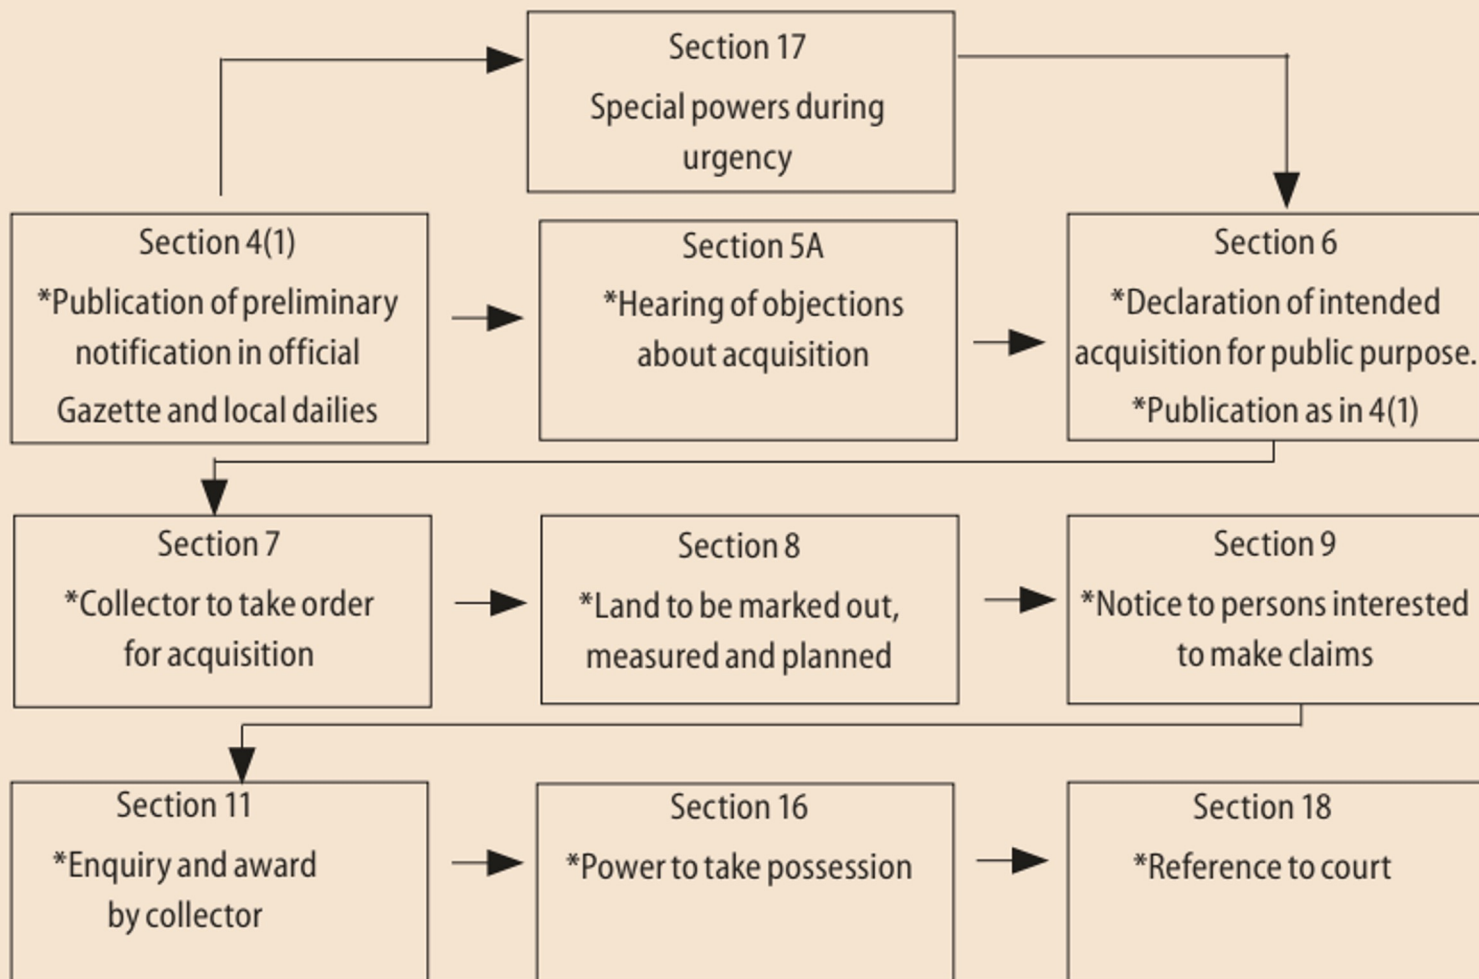 Section 17
Special powers during
urgency
Section 4(1)
*Publication of preliminary
notification in official
Gazette and local dailies
Section 5A
*Hearing of objections
about acquisition
Section 6
*Declaration of intended
acquisition for public purpose.
*Publication as in 4(1)
Section 7
*Collector to take order
for acquisition
Section 8
*Land to be marked out,
measured and planned
Section 9
*Notice to persons interested
to make claims
Section 11
*Enquiry and award
by collector
Section 16
*Power to take possession
Section 18
*Reference to court